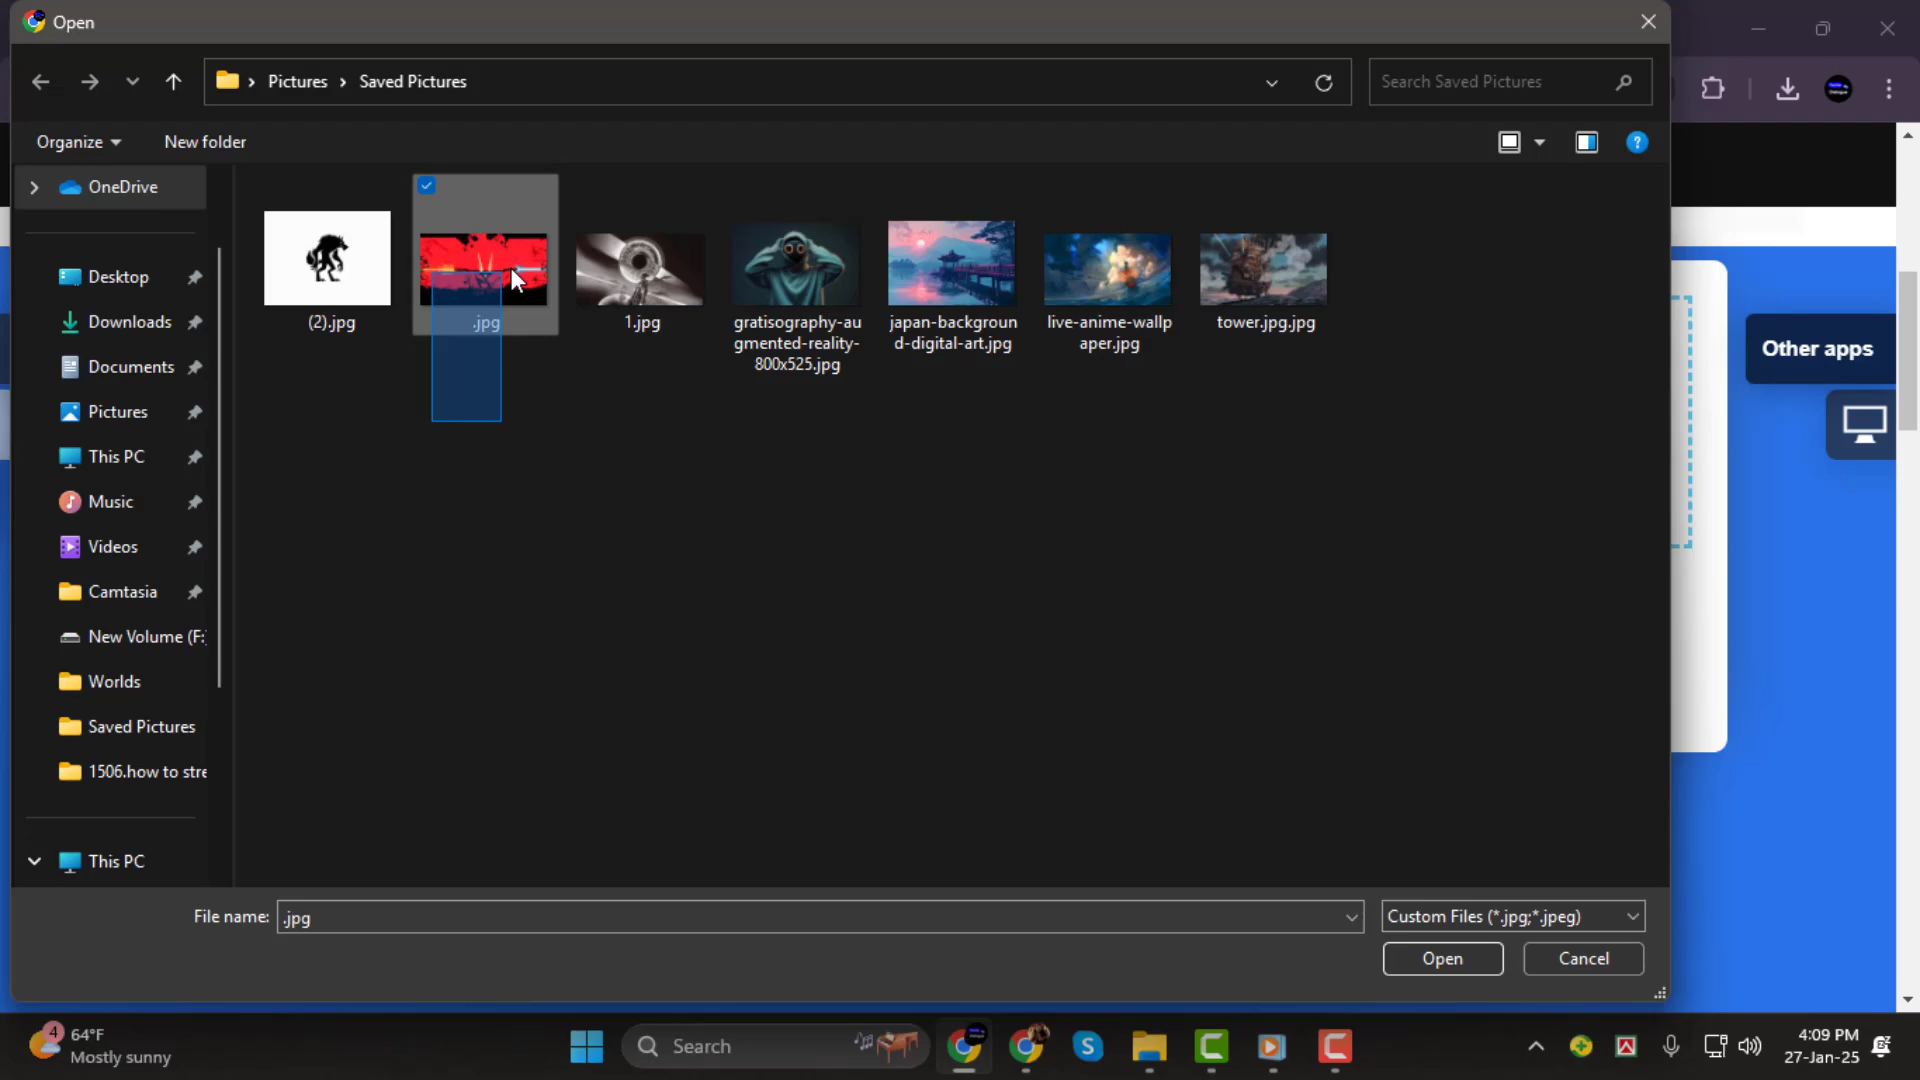 Open
Pictures
Saved Pictures
Search Saved Pictures
Organize
New folder
OneDrive
Desktop
Downloads
Documents
Pictures
This PC
Music
Videos
Camtasia
New Volume (F:
Worlds
Saved Pictures
1506.how to stre
This PC
(2).jpg
.jpg
1.jpg
gratisography-au
gmented-reality-
800x525.jpg
japan-backgroun
d-digital-art.jpg
live-anime-wallp
aper.jpg
tower.jpg.jpg
Other apps
File name:
.jpg
Custom Files (*.jpg;*.jpeg)
Open
Cancel
4
64°F
Mostly sunny
Search
4:09 PM
27-Jan-25